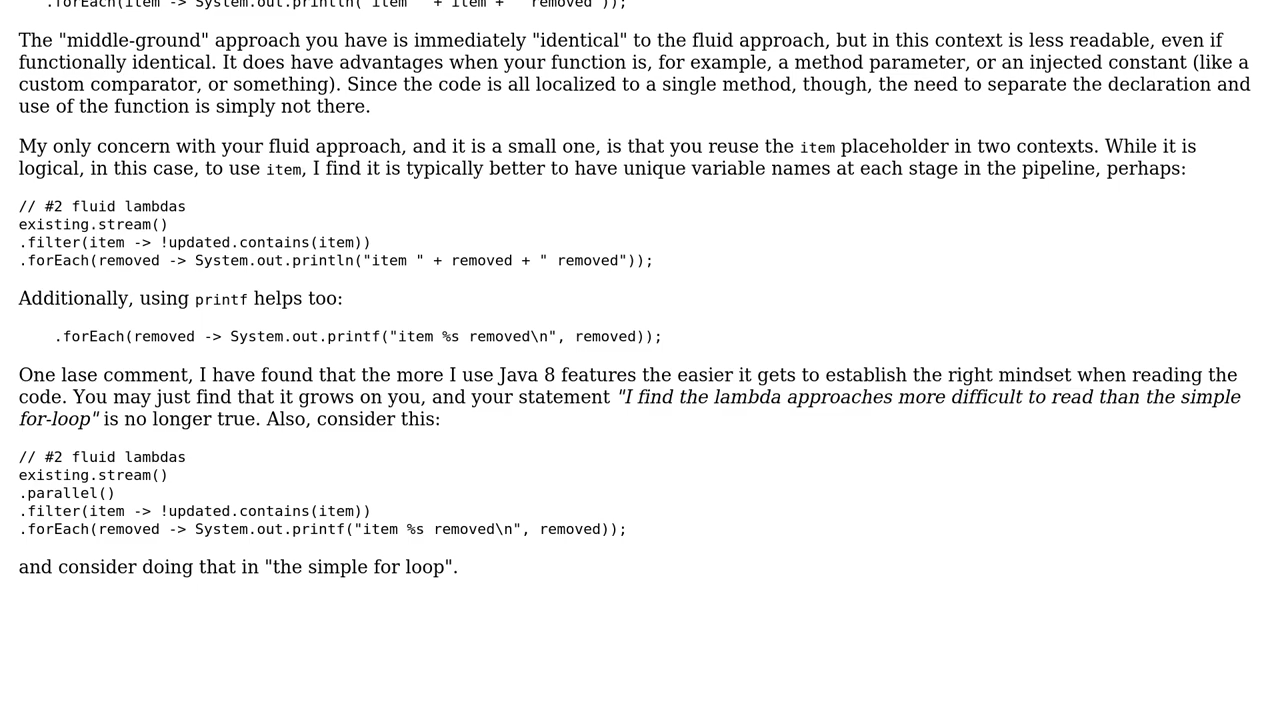 .forEach(item -> System.out.println("item " + item + " removed"));
The "middle-ground" approach you have is immediately "identical" to the fluid approach, but in this context is less readable, even if
functionally identical. It does have advantages when your function is, for example, a method parameter, or an injected constant (like a
custom comparator, or something). Since the code is all localized to a single method, though, the need to separate the declaration and
use of the function is simply not there.
My only concern with your fluid approach, and it is a small one, is that you reuse the item placeholder in two contexts. While it is
logical, in this case, to use item, I find it is typically better to have unique variable names at each stage in the pipeline, perhaps:
// #2 fluid lambdas
existing.stream()
.filter(item -> !updated.contains(item))
.forEach(removed -> System.out.println("item " + removed + " removed"));
Additionally, using printf helps too:
.forEach(removed -> System.out.printf("item %s removed\n", removed));
One lase comment, I have found that the more I use Java 8 features the easier it gets to establish the right mindset when reading the
code. You may just find that it grows on you, and your statement "I find the lambda approaches more difficult to read than the simple
for-loop" is no longer true. Also, consider this:
// #2 fluid lambdas
existing.stream()
.parallel()
.filter(item -> !updated.contains(item))
.forEach(removed -> System.out.printf("item %s removed\n", removed));
and consider doing that in "the simple for loop".